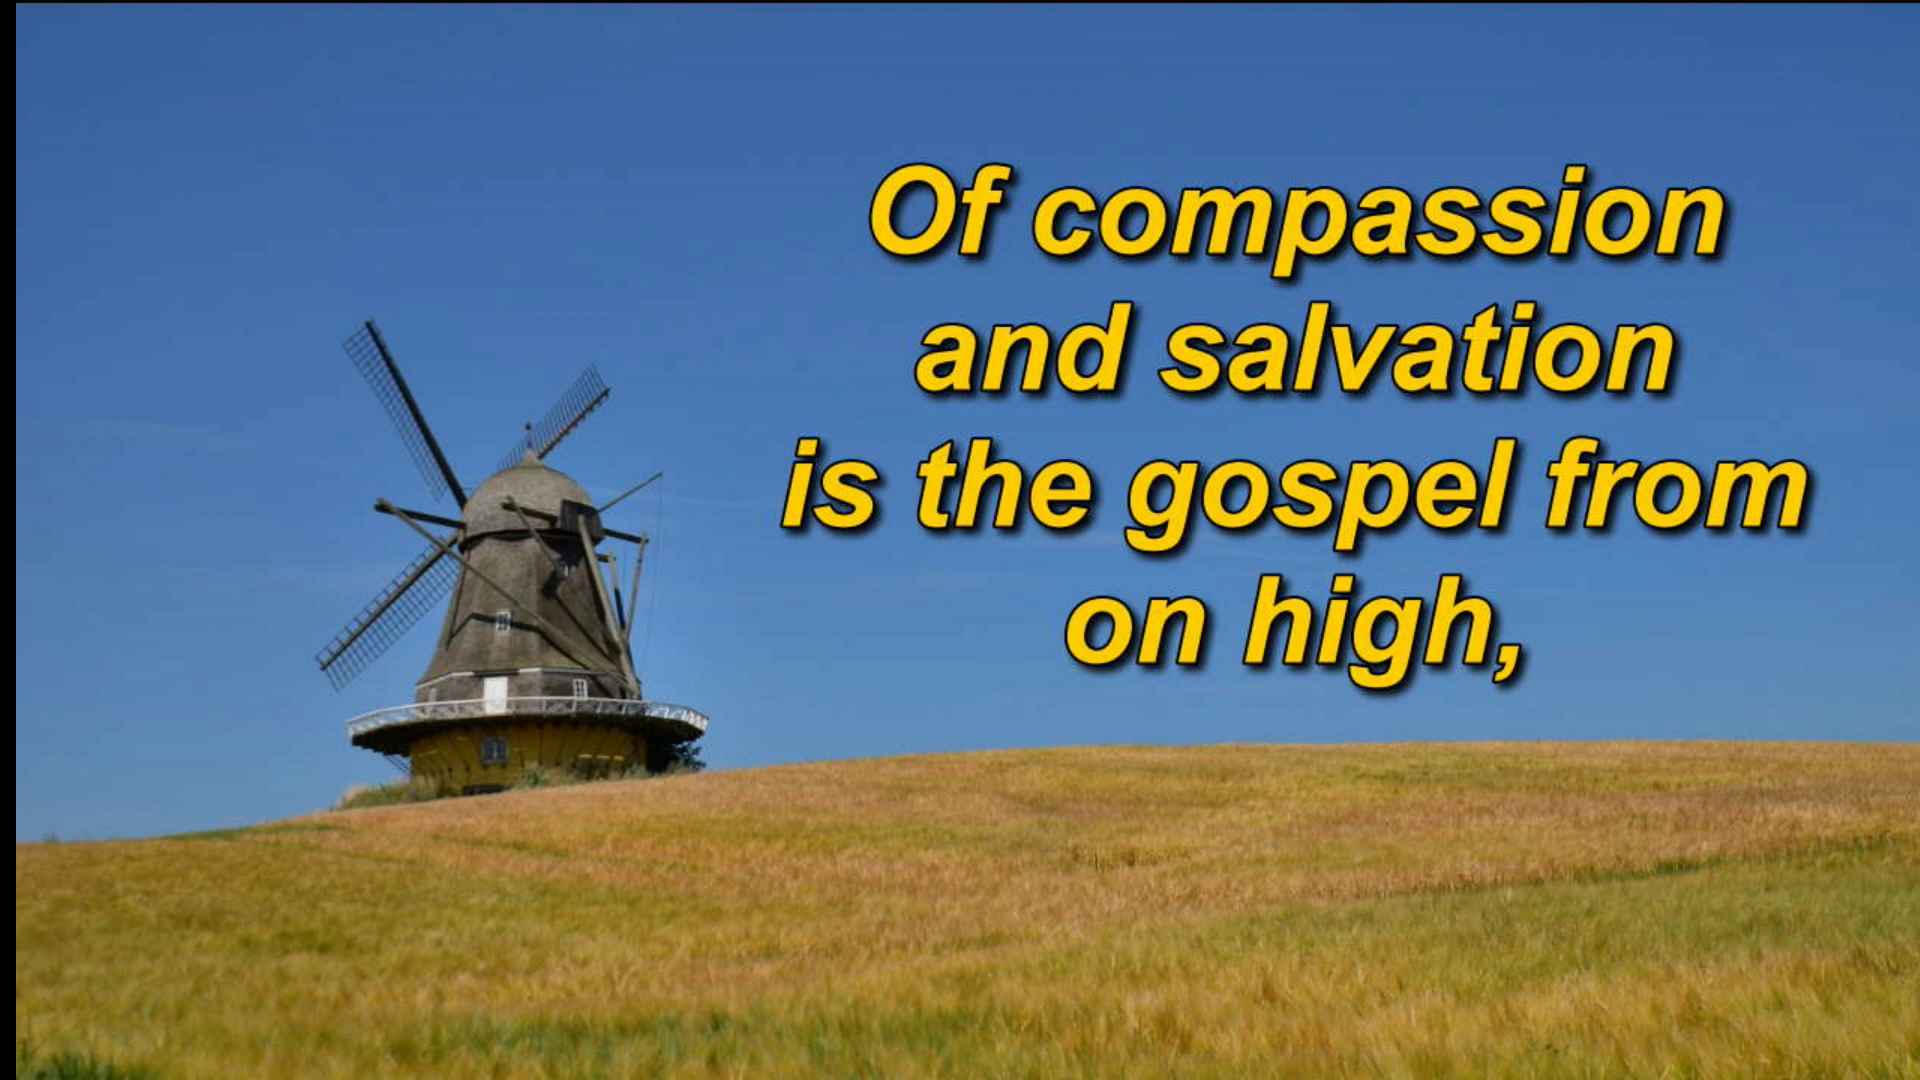 Of compassion
and salvation
is the gospel from
on high,